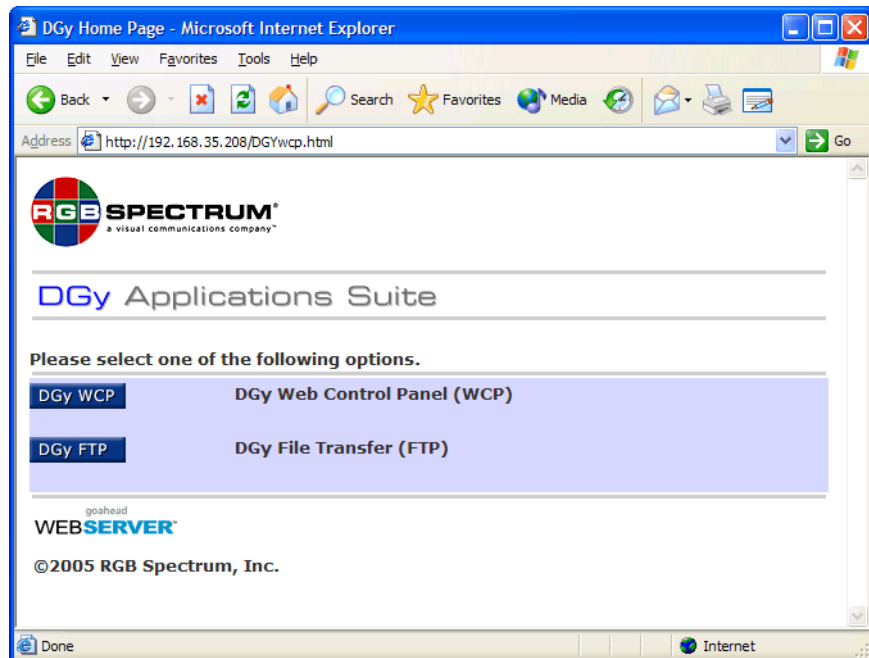 DGy Home Page - Microsoft Internet Explorer
File Edit View Favorites Tools Help
Back Search Favorites Media
Address http://192.168.35.208/DGYwcp.html Go
RGB SPECTRUM®
a visual communications company™
DGy Applications Suite
Please select one of the following options.
DGy WCP DGy Web Control Panel (WCP)
DGy FTP DGy File Transfer (FTP)
goahead
WEBSERVER™
©2005 RGB Spectrum, Inc.
Done Internet